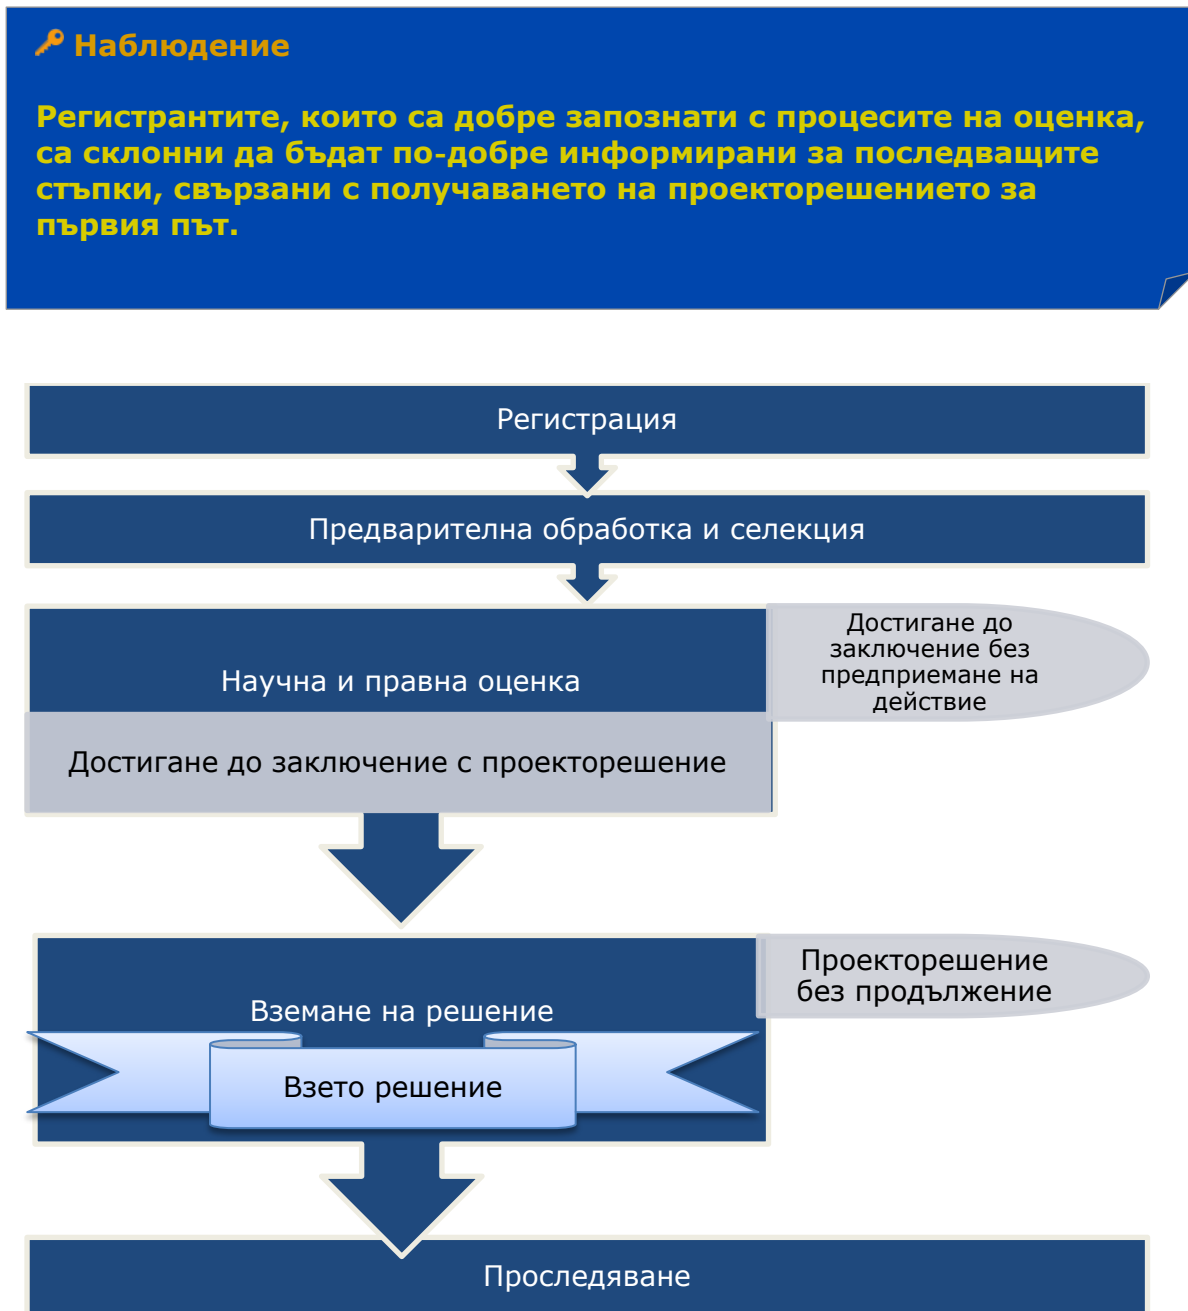 Наблюдение
Регистрантите, които са добре запознати с процесите на оценка,
са склонни да бъдат по-добре информирани за последващите
стъпки, свързани с получаването на проекторешението за
първия път.
Регистрация
Предварителна обработка и селекция
Научна и правна оценка
Достигане до
заключение без
предприемане на
действие
Достигане до заключение с проекторешение
Вземане на решение
Проекторешение
без продължение
Взето решение
Проследяване